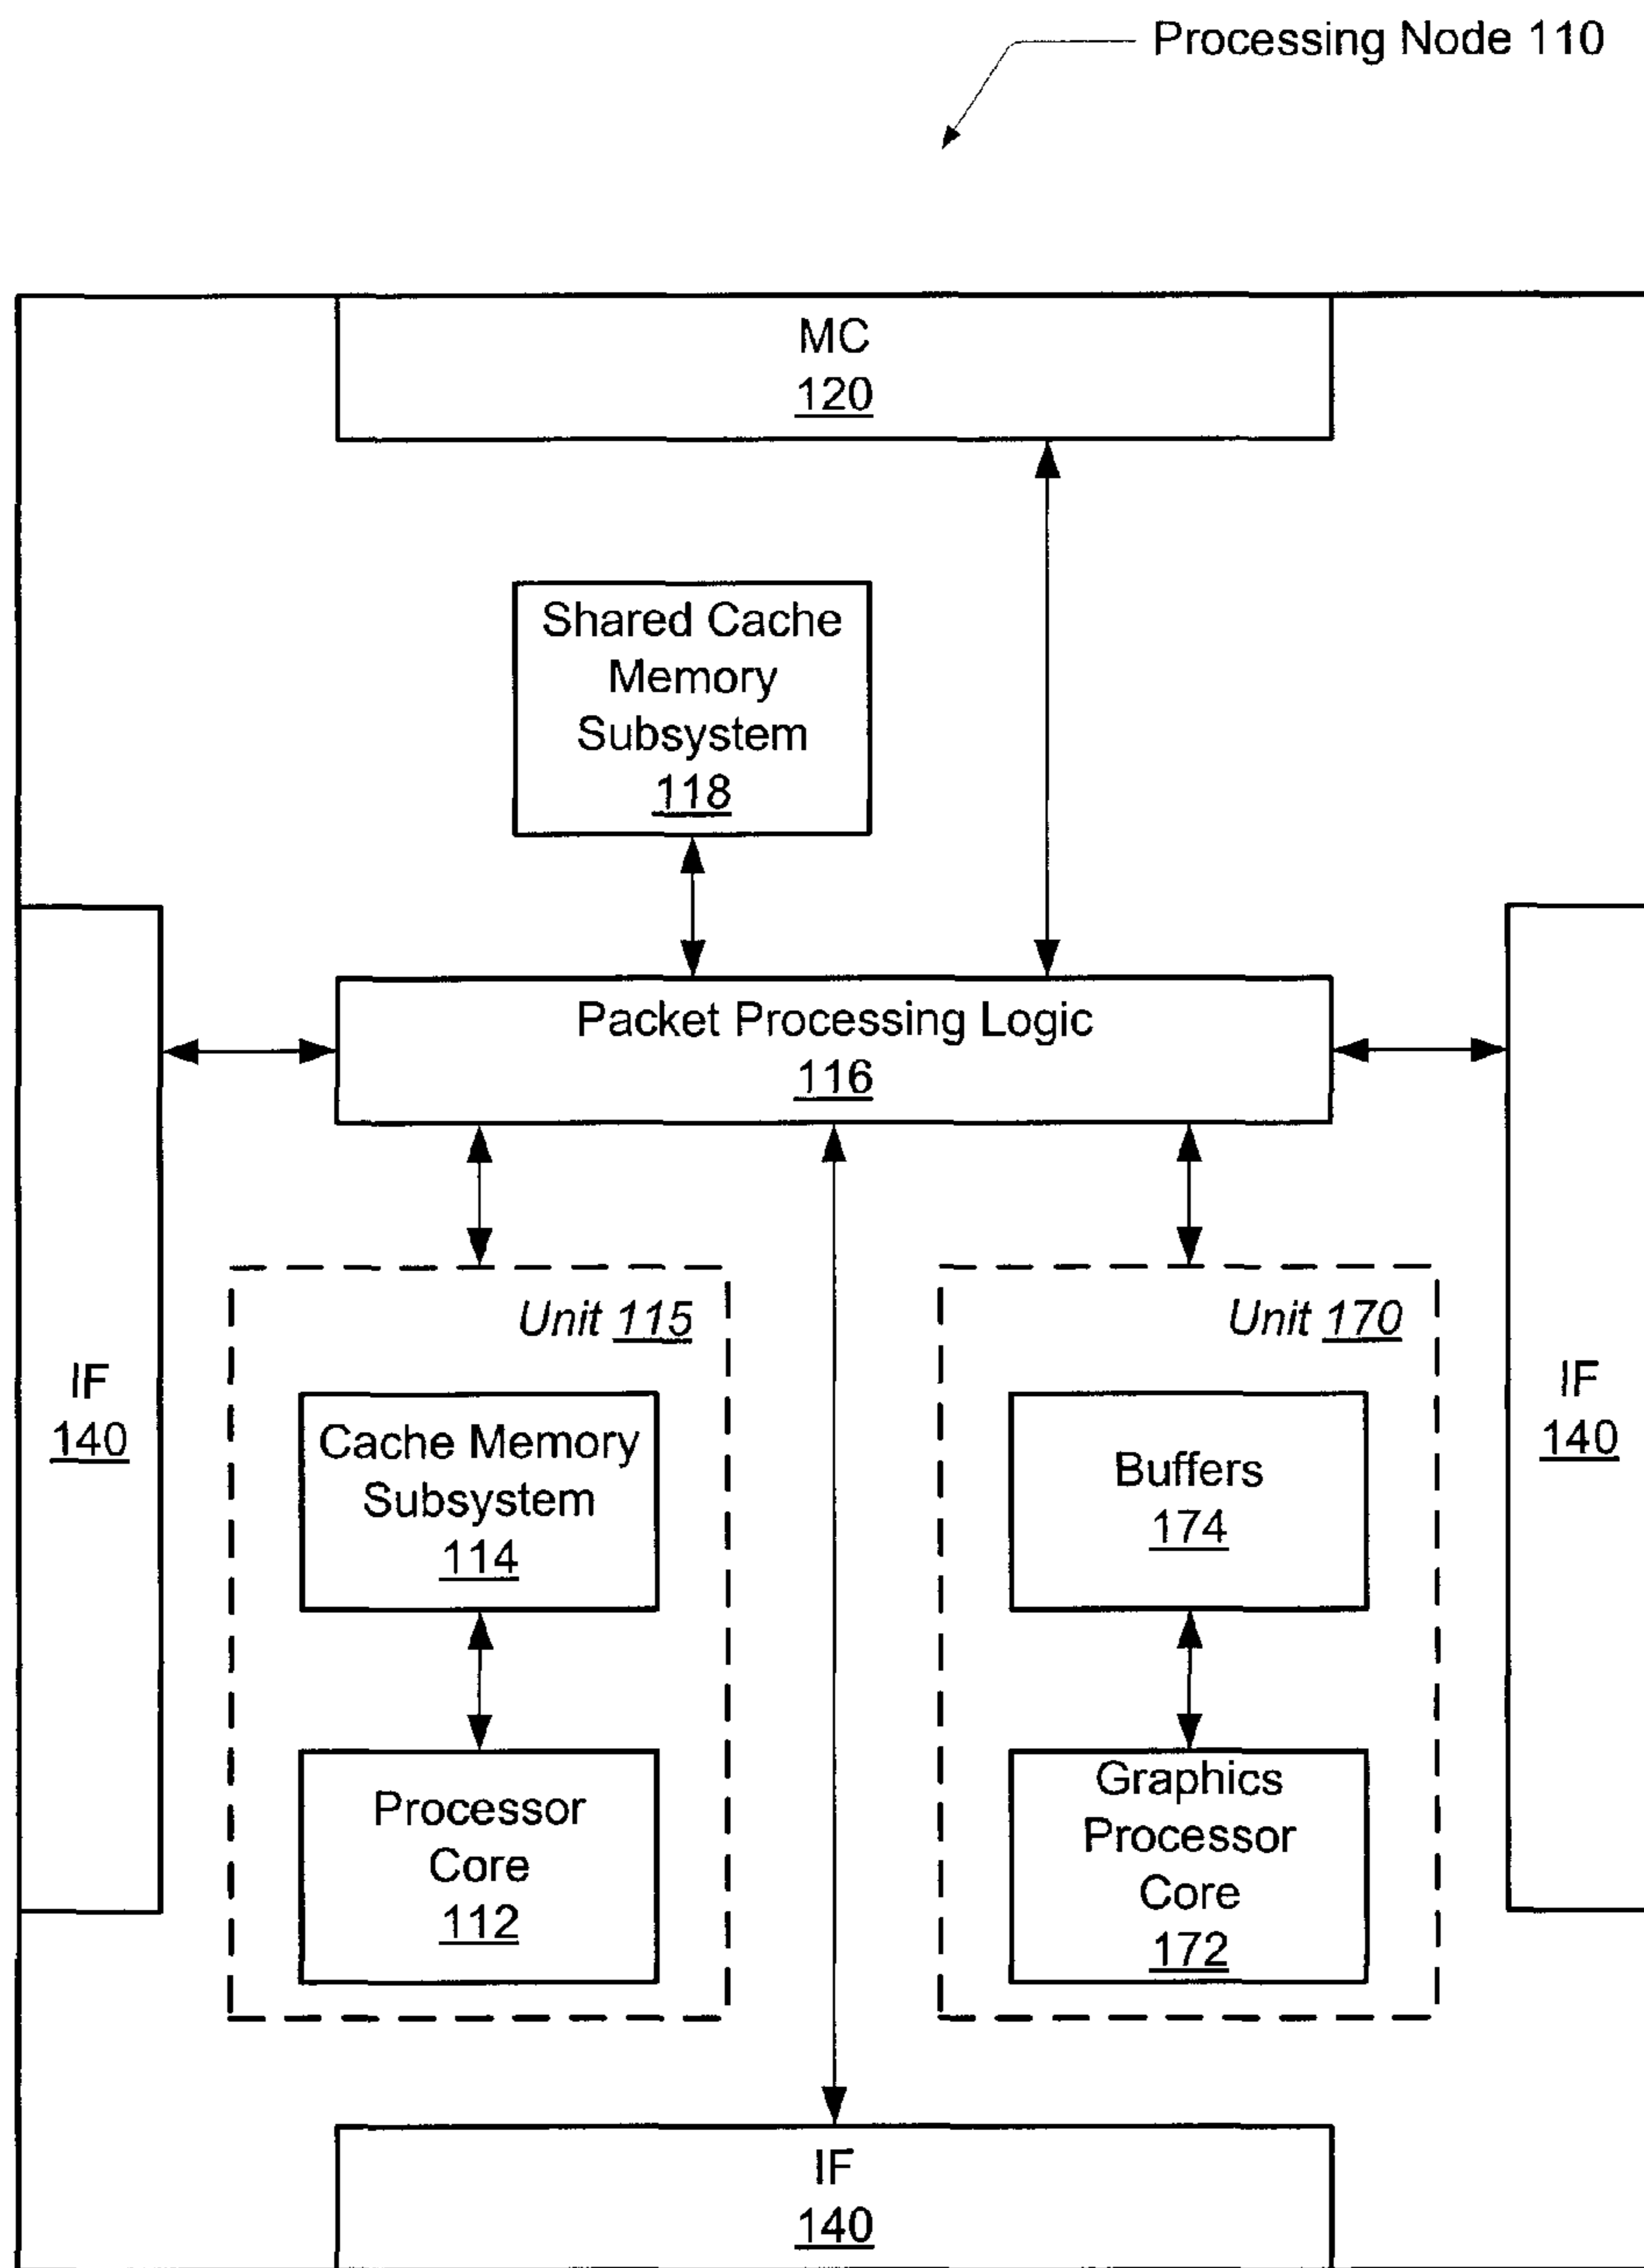 Processing Node 110
MC
120
Shared Cache
Memory
Subsystem
118
Packet Processing Logic
116
IF
140
Unit 115
Cache Memory
Subsystem
114
Processor
Core
112
Unit 170
Buffers
174
Graphics
Processor
Core
172
IF
140
IF
140